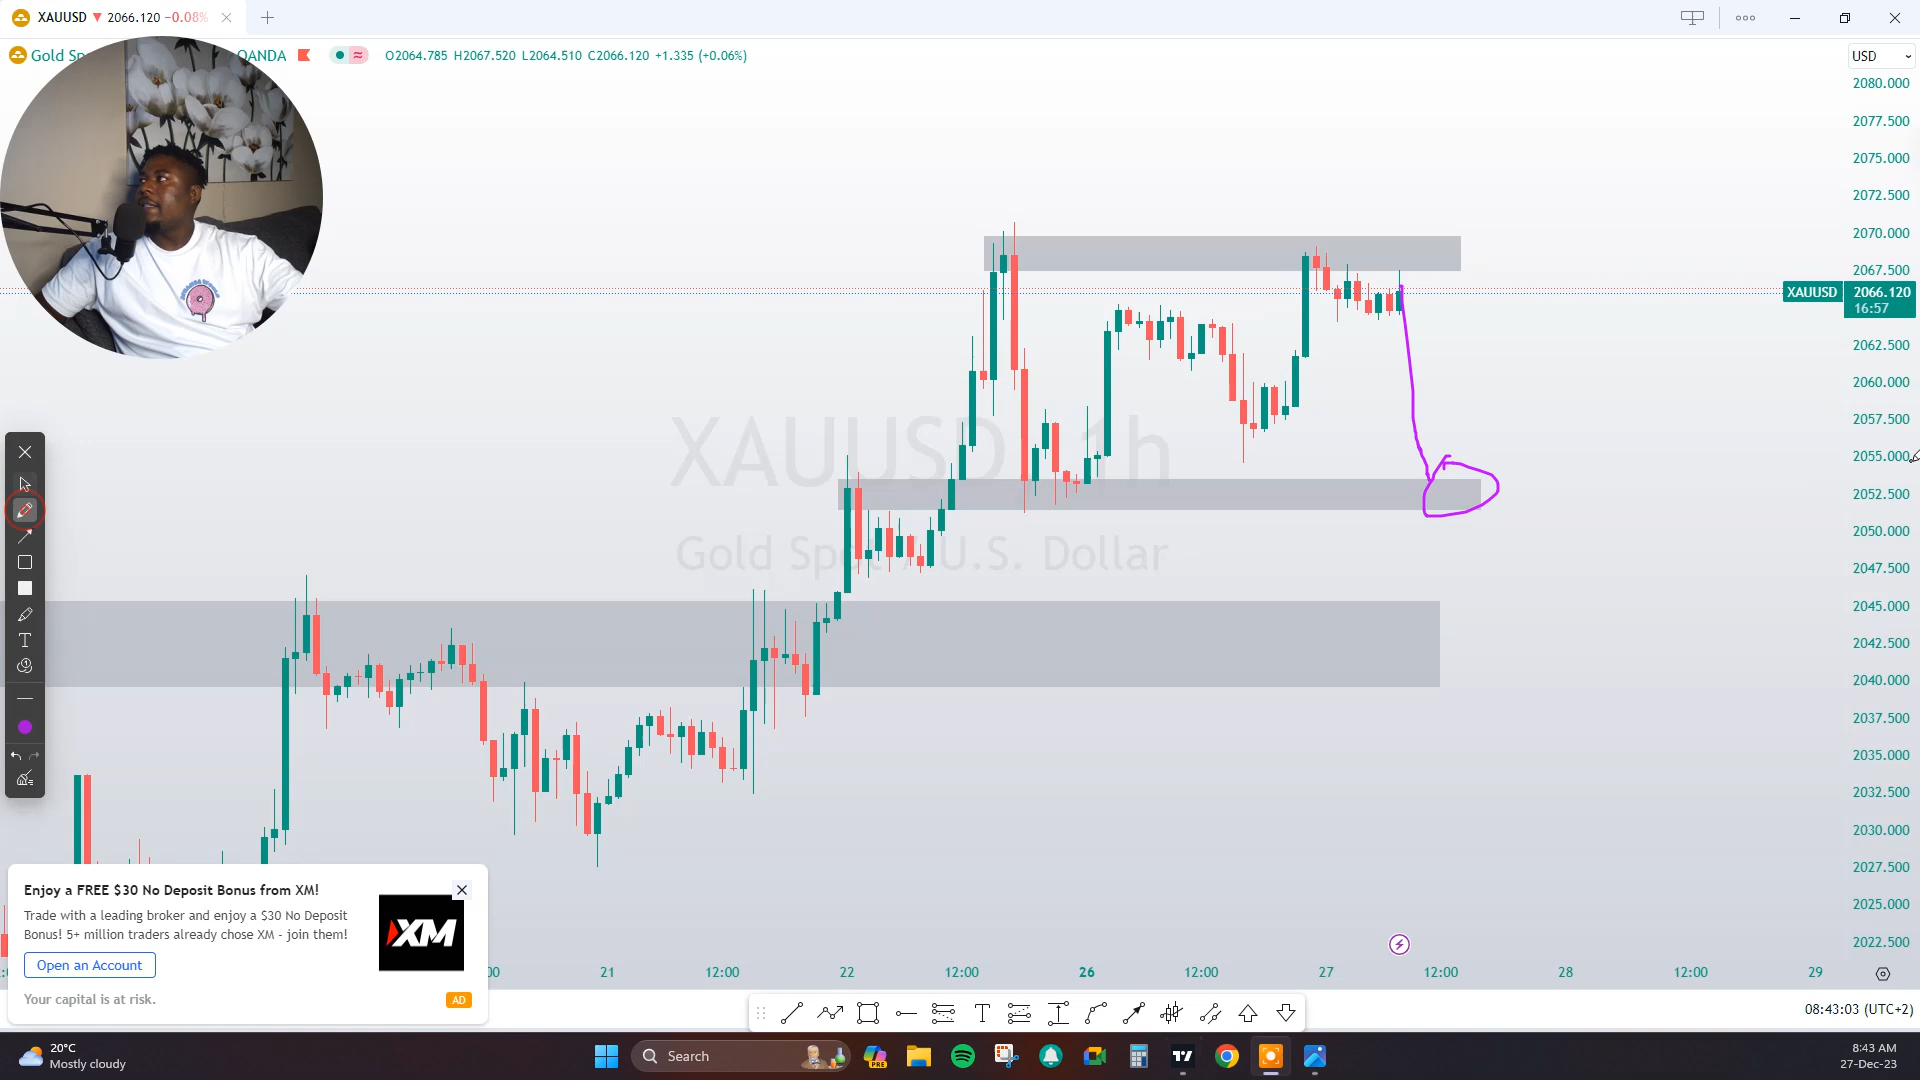 XAUUSD ▼ 2066.120 −0.08%
Gold Sp OANDA O2064.785 H2067.520 L2064.510 C2066.120 +1.335 (+0.06%)
USD
2080.000
2077.500
2075.000
2072.500
2070.000
2067.500
XAUUSD 2066.120
16:57
2062.500
2060.000
2057.500
2055.000
2052.500
2050.000
2047.500
2045.000
2042.500
2040.000
2037.500
2035.000
2032.500
2030.000
2027.500
2025.000
2022.500
XAUUSD, 1h
Gold Spot / U.S. Dollar
T
Enjoy a FREE $30 No Deposit Bonus from XM!
Trade with a leading broker and enjoy a $30 No Deposit
Bonus! 5+ million traders already chose XM - join them!
Open an Account
Your capital is at risk.
AD
XM
21 12:00 22 12:00 26 12:00 27 12:00 28 12:00 29
08:43:03 (UTC+2)
20°C
Mostly cloudy
Search
PRE
8:43 AM
27-Dec-23